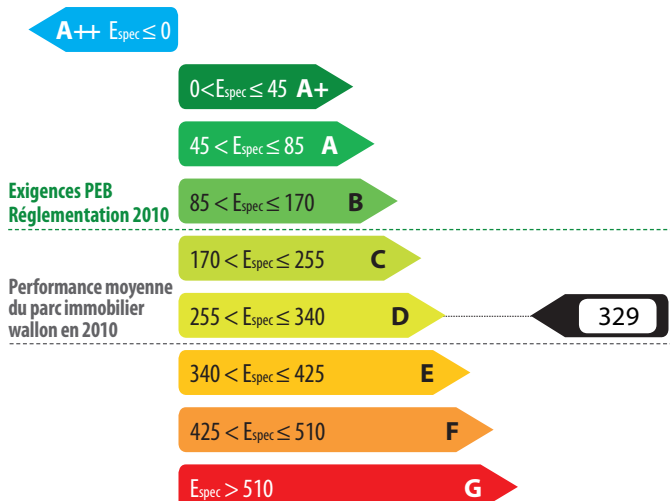 A++ Espec ≤ 0
0 < Espec ≤ 45 A+
45 < Espec ≤ 85 A
Exigences PEB
Réglementation 2010
85 < Espec ≤ 170 B
170 < Espec ≤ 255 C
Performance moyenne
du parc immobilier
wallon en 2010
255 < Espec ≤ 340 D
329
340 < Espec ≤ 425 E
425 < Espec ≤ 510 F
Espec > 510 G